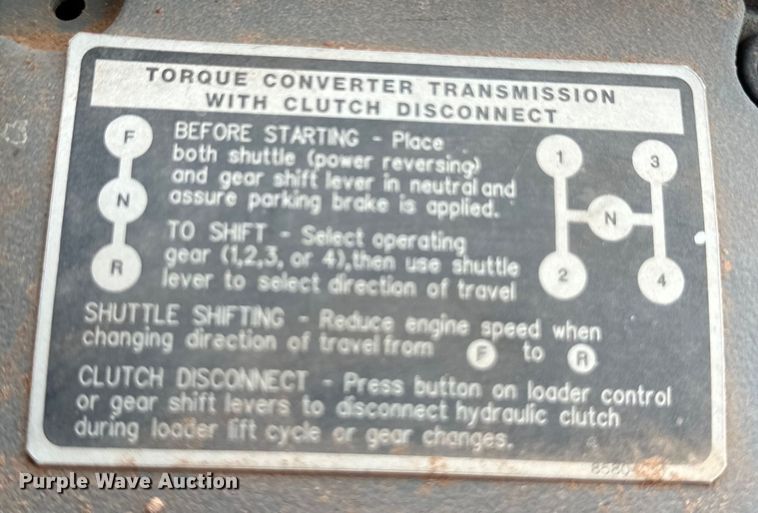 TORQUE CONVERTER TRANSMISSION
WITH CLUTCH DISCONNECT
F
N
R
BEFORE STARTING - Place
both shuttle (power reversing)
and gear shift lever in neutral and
assure parking brake is applied.
TO SHIFT - Select operating
gear (1,2,3, or 4),then use shuttle
lever to select direction of travel
1
3
N
2
4
SHUTTLE SHIFTING - Reduce engine speed when
changing direction of travel from F to R
CLUTCH DISCONNECT - Press button on loader control
or gear shift levers to disconnect hydraulic clutch
during loader lift cycle or gear changes.
Purple Wave Auction